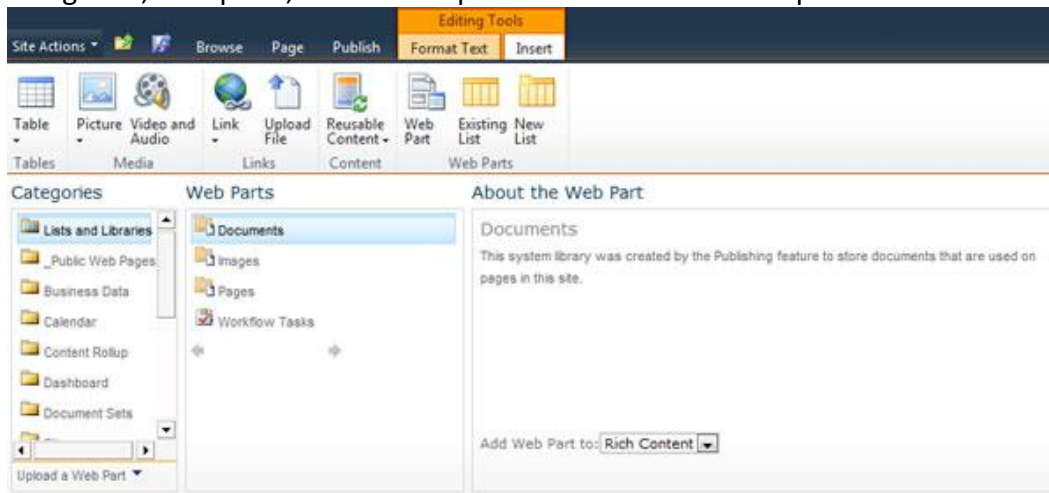 Editing Tools
Site Actions Browse Page Publish Format Text Insert
Table Picture Video and Audio Link Upload File Reusable Content Web Part Existing List New List
Tables Media Links Content Web Parts
Categories Web Parts About the Web Part
Lists and Libraries
_Public Web Pages
Business Data
Calendar
Content Rollup
Dashboard
Document Sets
Upload a Web Part
Documents
Images
Pages
Workflow Tasks
Documents
This system library was created by the Publishing feature to store documents that are used on
pages in this site.
Add Web Part to: Rich Content